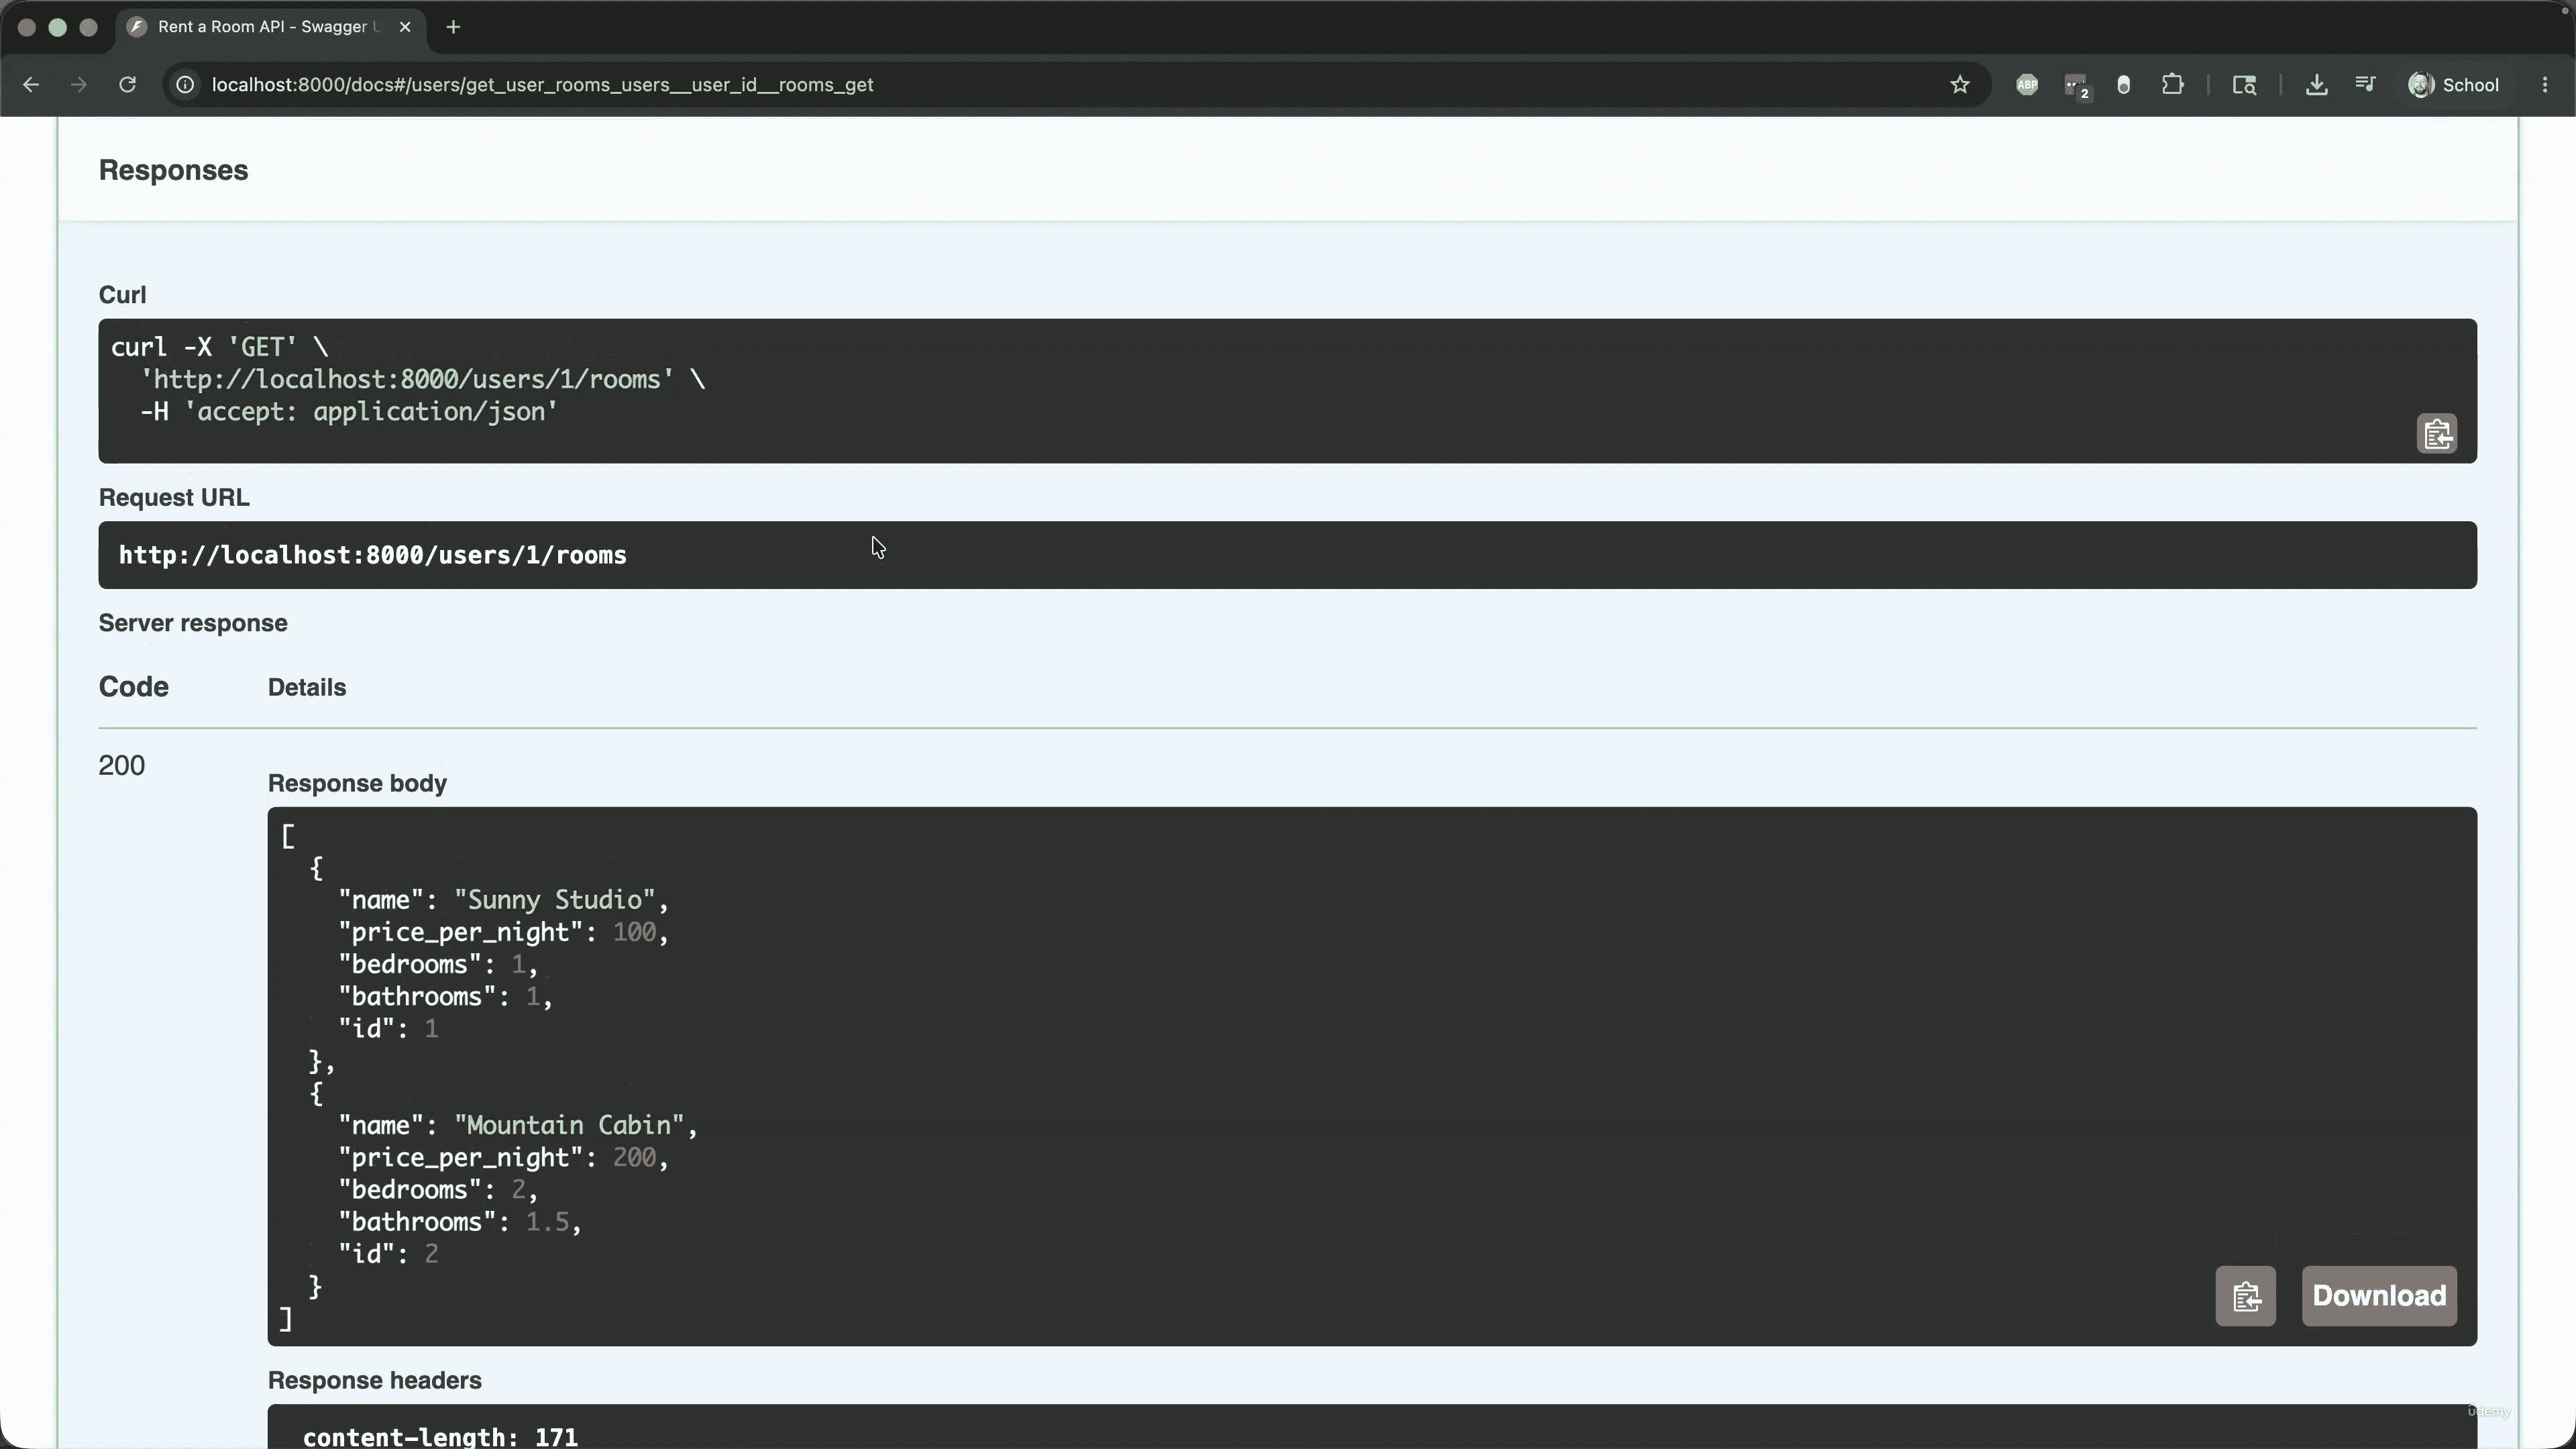 Rent a Room API - Swagger U
localhost:8000/docs#/users/get_user_rooms_users__user_id__rooms_get
ABP
2
School
Responses
Curl
curl -X 'GET' \
  'http://localhost:8000/users/1/rooms' \
  -H 'accept: application/json'
Request URL
http://localhost:8000/users/1/rooms
Server response
Code Details
200
Response body
[
  {
    "name": "Sunny Studio",
    "price_per_night": 100,
    "bedrooms": 1,
    "bathrooms": 1,
    "id": 1
  },
  {
    "name": "Mountain Cabin",
    "price_per_night": 200,
    "bedrooms": 2,
    "bathrooms": 1.5,
    "id": 2
  }
]
Download
Response headers
content-length: 171
udemy